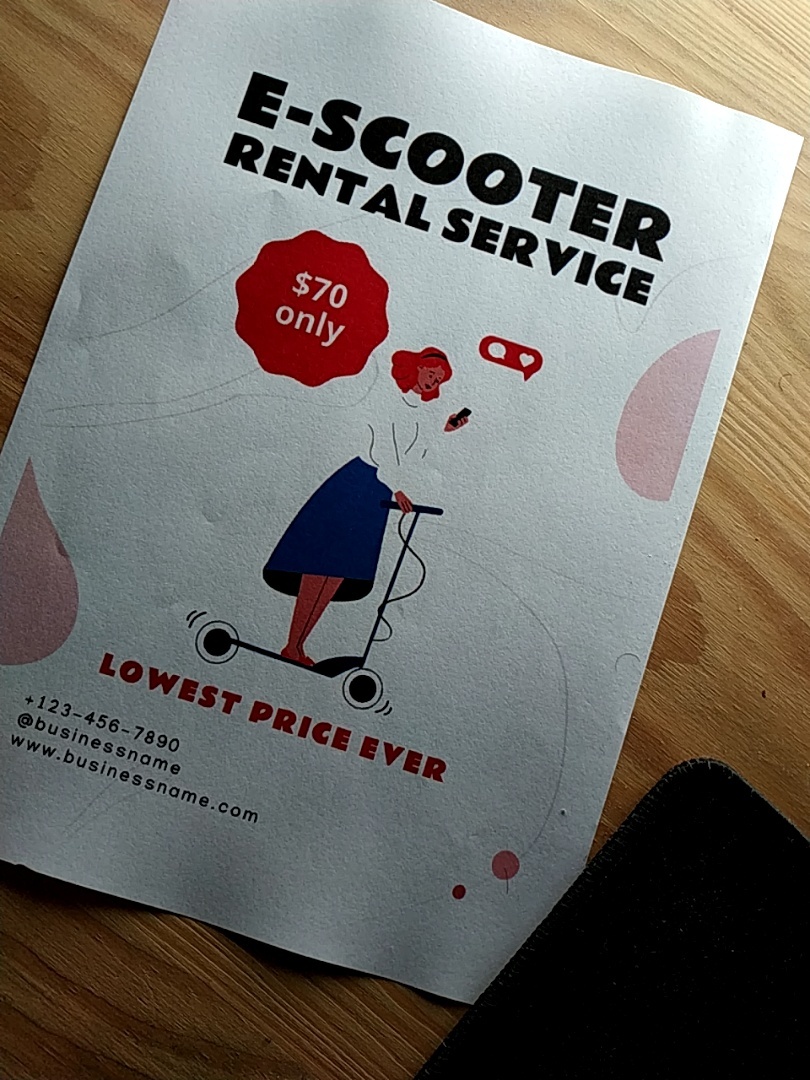 E-SCOOTER
RENTAL SERVICE
$70
only
LOWEST PRICE EVER
+123-456-7890
@businessname
www.businessname.com